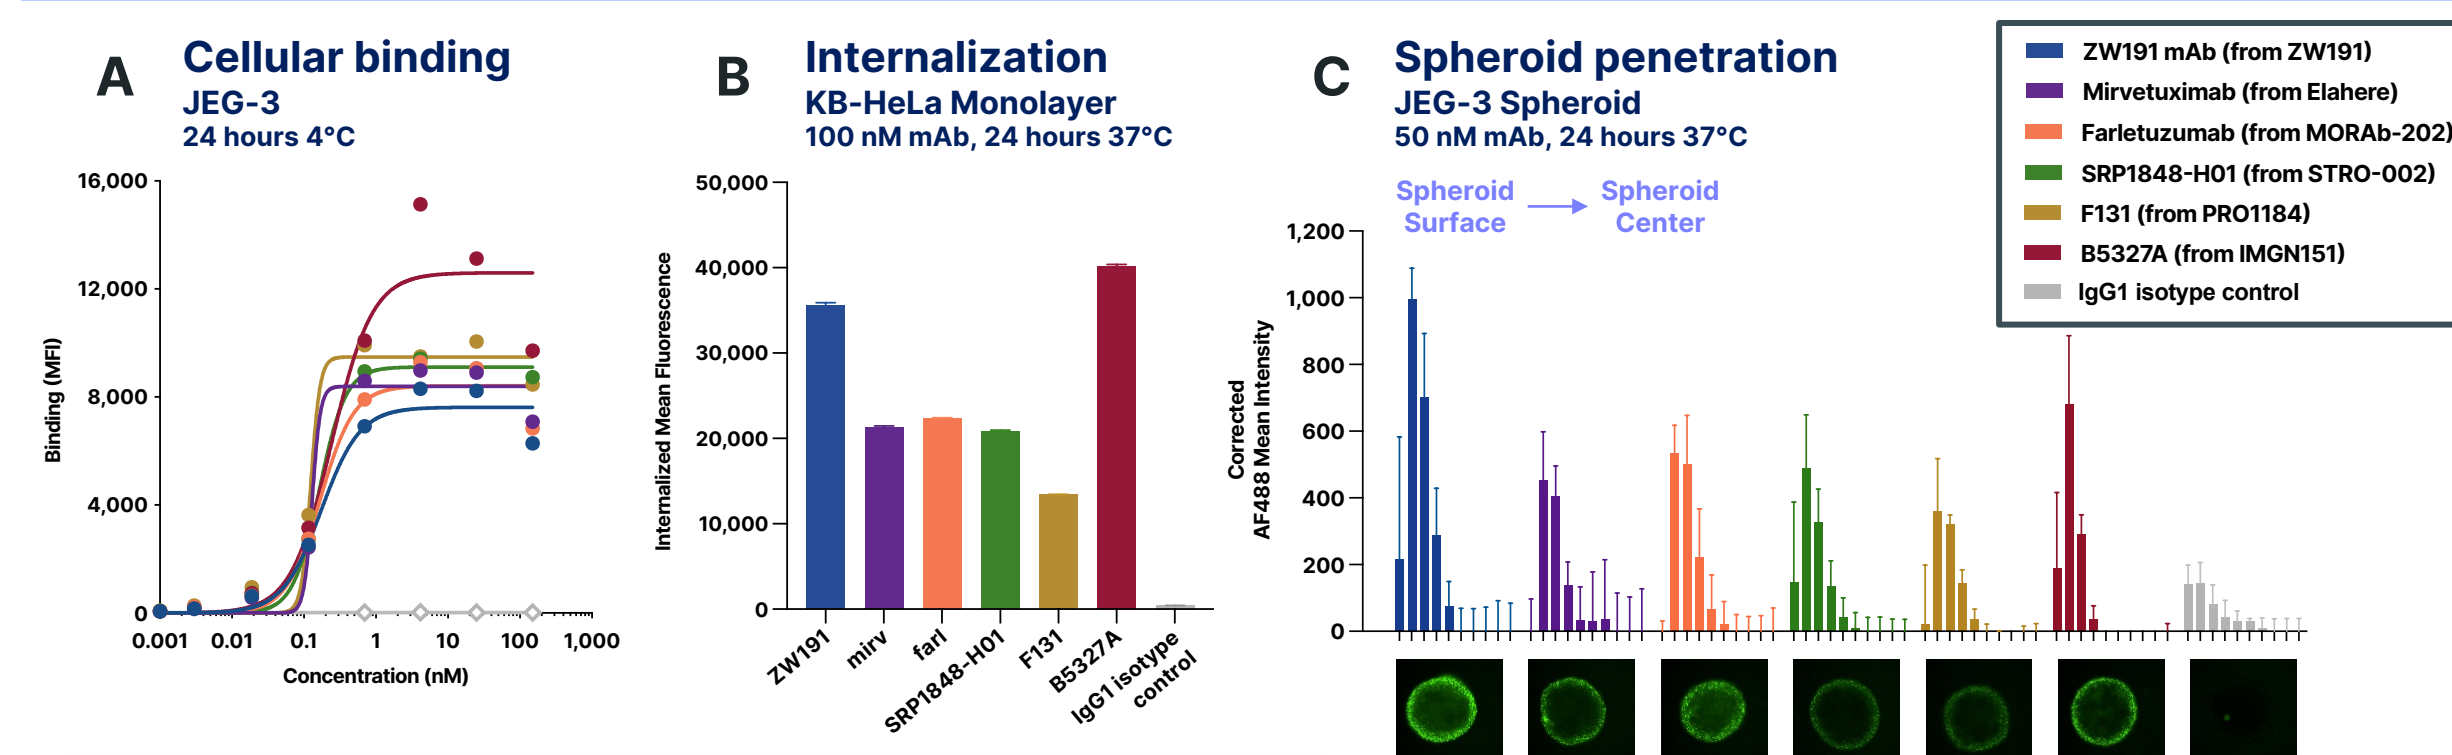 A
Cellular binding
JEG-3
24 hours 4°C
16,000
12,000
8,000
4,000
0
Binding (MFI)
0.001
0.01
0.1
1
10
100
1,000
Concentration (nM)
B
Internalization
KB-HeLa Monolayer
100 nM mAb, 24 hours 37°C
50,000
40,000
30,000
20,000
10,000
0
Internalized Mean Fluorescence
ZW191
mirv
farl
SRP1848-H01
F131
B5327A
IgG1 isotype
control
C
Spheroid penetration
JEG-3 Spheroid
50 nM mAb, 24 hours 37°C
Spheroid
Surface
Spheroid
Center
1,200
1,000
800
600
400
200
0
Corrected
AF488 Mean Intensity
ZW191 mAb (from ZW191)
Mirvetuximab (from Elahere)
Farletuzumab (from MORAb-202)
SRP1848-H01 (from STRO-002)
F131 (from PRO1184)
B5327A (from IMGN151)
IgG1 isotype control